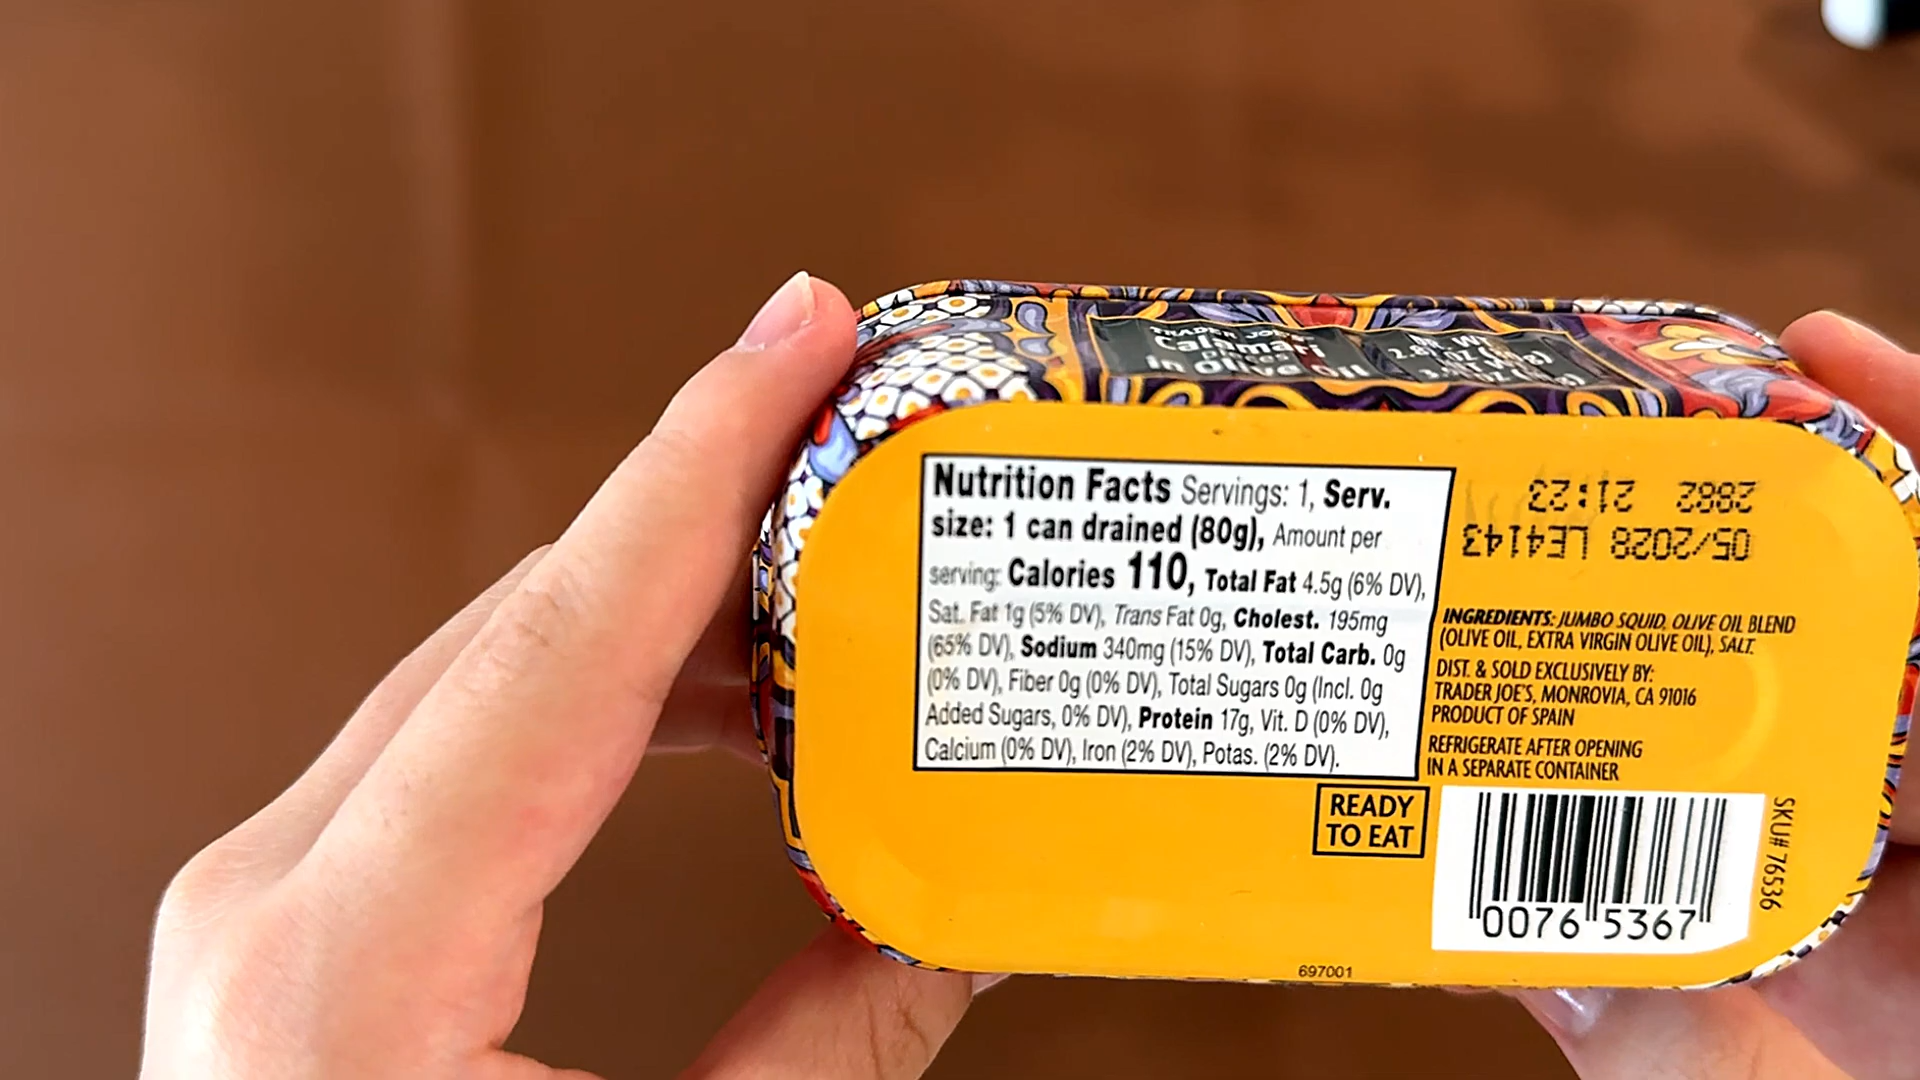 TRADER JOE'S
Calamari
pieces
in Olive Oil
Nutrition Facts Servings: 1, Serv.
size: 1 can drained (80g), Amount per
serving: Calories 110, Total Fat 4.5g (6% DV),
Sat. Fat 1g (5% DV), Trans Fat 0g, Cholest. 195mg
(65% DV), Sodium 340mg (15% DV), Total Carb. 0g
(0% DV), Fiber 0g (0% DV), Total Sugars 0g (Incl. 0g
Added Sugars, 0% DV), Protein 17g, Vit. D (0% DV),
Calcium (0% DV), Iron (2% DV), Potas. (2% DV).
05/2028 LE4143
2882 21:23
INGREDIENTS: JUMBO SQUID, OLIVE OIL BLEND
(OLIVE OIL, EXTRA VIRGIN OLIVE OIL), SALT.
DIST. & SOLD EXCLUSIVELY BY:
TRADER JOE'S, MONROVIA, CA 91016
PRODUCT OF SPAIN
REFRIGERATE AFTER OPENING
IN A SEPARATE CONTAINER
READY
TO EAT
0076 5367
SKU# 76536
697001